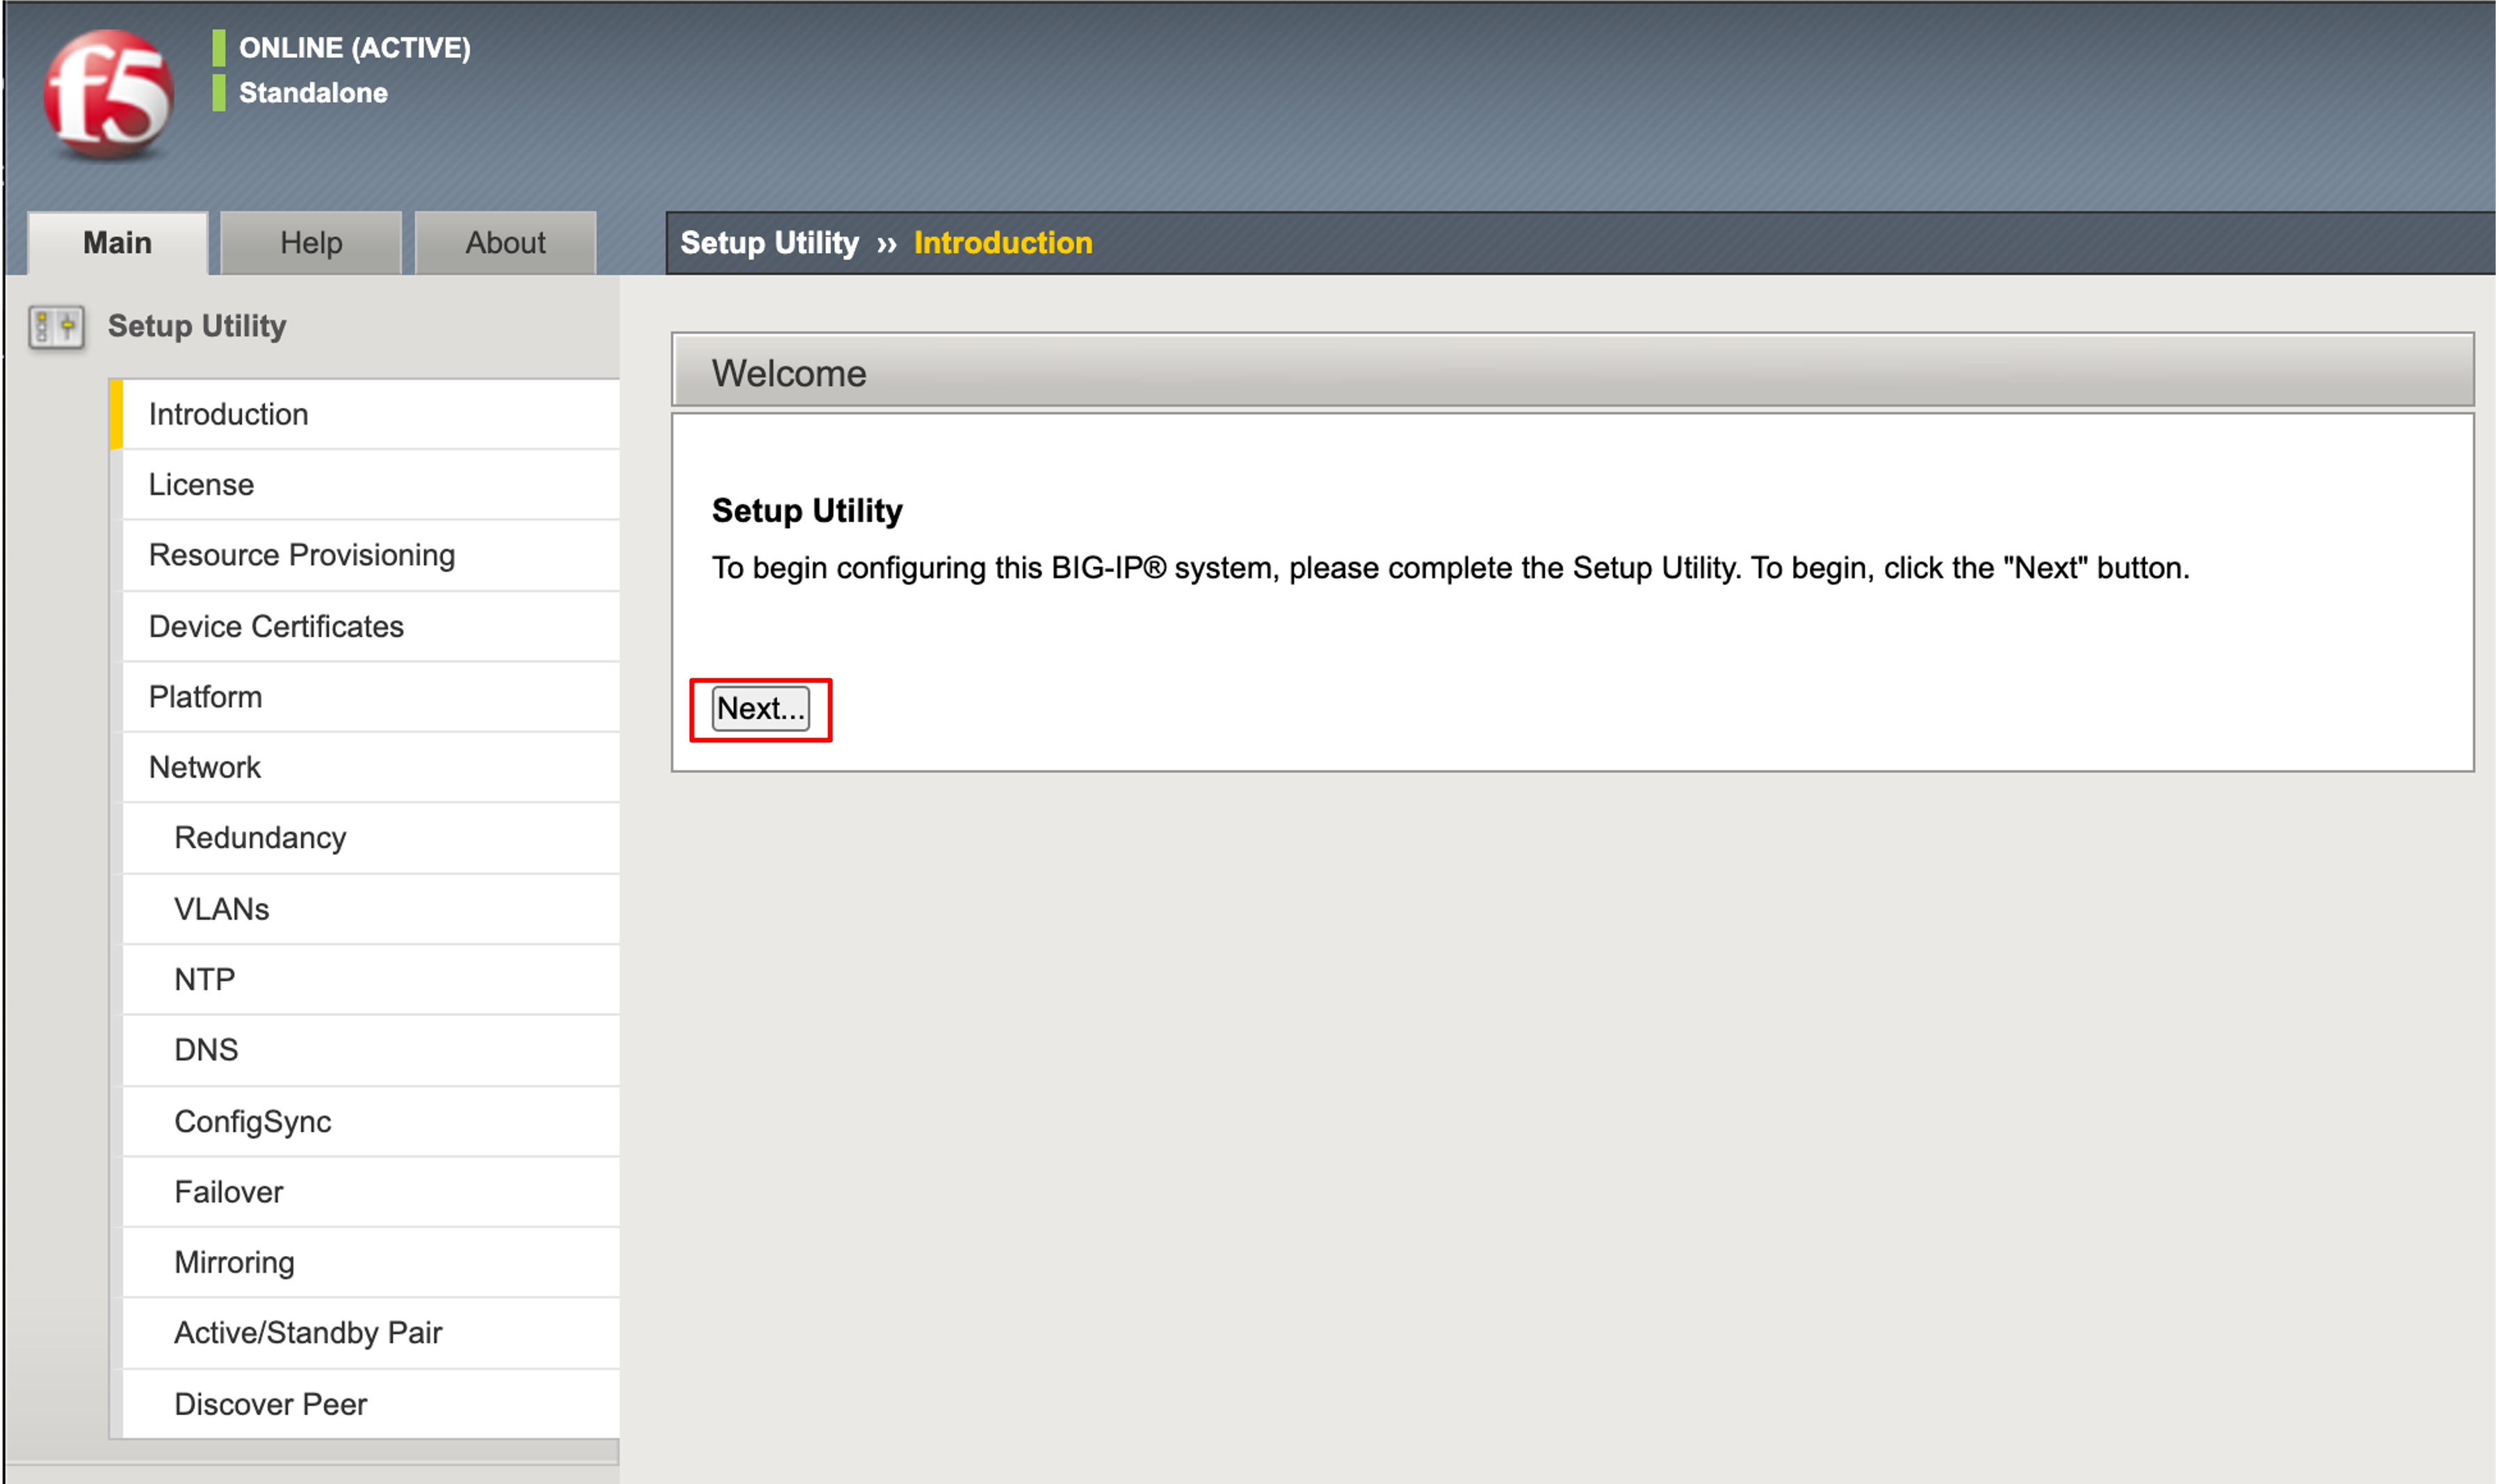 f5
ONLINE (ACTIVE)
Standalone
Main
Help
About
Setup Utility ›› Introduction
Setup Utility
Introduction
License
Resource Provisioning
Device Certificates
Platform
Network
Redundancy
VLANs
NTP
DNS
ConfigSync
Failover
Mirroring
Active/Standby Pair
Discover Peer
Welcome
Setup Utility
To begin configuring this BIG-IP® system, please complete the Setup Utility. To begin, click the "Next" button.
Next...